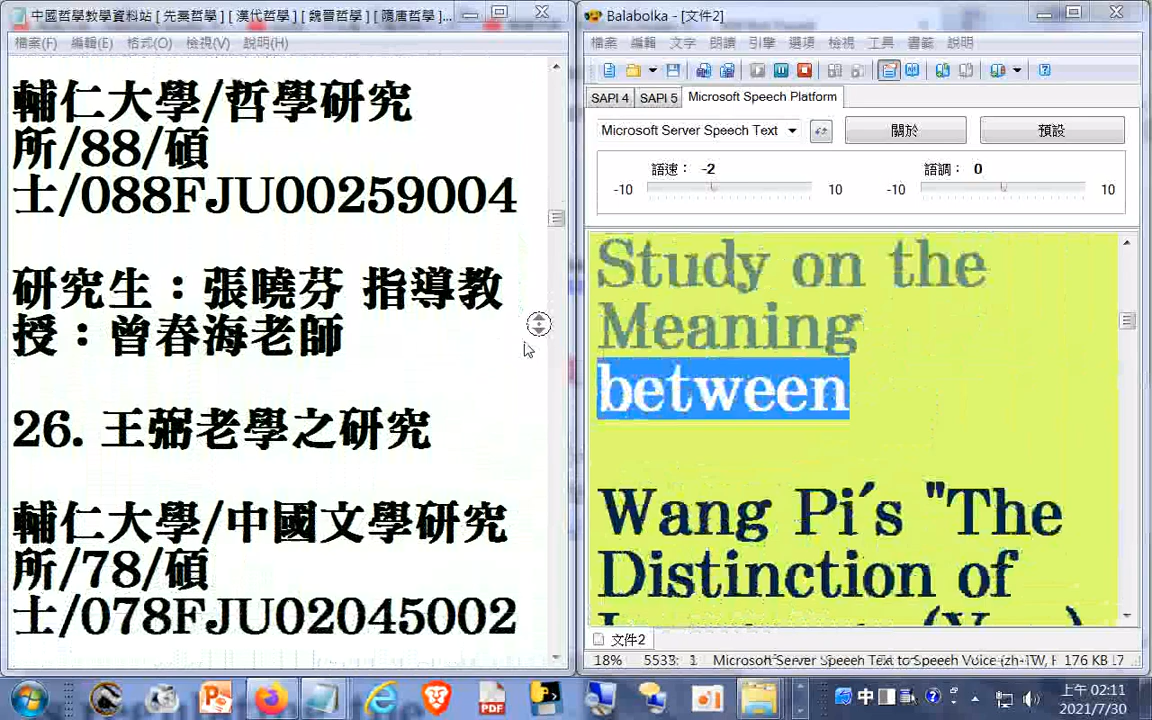 中國哲學教學資料站 [ 先秦哲學 ] [ 漢代哲學 ] [ 魏晉哲學 ] [ 隋唐哲學 ]...
檔案(F) 編輯(E) 格式(O) 檢視(V) 說明(H)
輔仁大學/哲學研究
所/88/碩
士/088FJU00259004
研究生：張曉芬 指導教
授：曾春海老師
26. 王弼老學之研究
輔仁大學/中國文學研究
所/78/碩
士/078FJU02045002
Balabolka - [文件2]
檔案 編輯 文字 朗讀 引擎 選項 檢視 工具 書籤 說明
SAPI 4 SAPI 5 Microsoft Speech Platform
Microsoft Server Speech Text 關於 預設
語速： -2 語調： 0
-10 10 -10 10
Study on the
Meaning
between
Wang Pi´s "The
Distinction of
文件2
18% 5533: 1 Microsoft Server Speech Text to Speech Voice (zh-TW, 176 KB
中 上午 02:11
2021/7/30